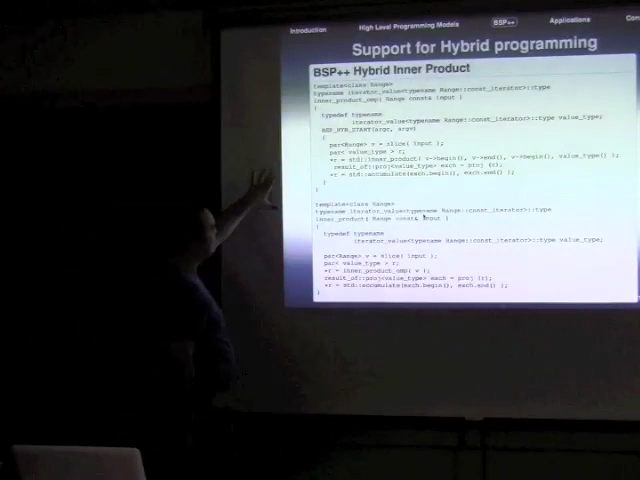 Introduction High Level Programming Models BSP++ Applications
Support for Hybrid programming
BSP++ Hybrid Inner Product
template<class Range>
typename iterator_value<typename Range::const_iterator>::type
inner_product_omp( Range const& input )
{
typedef typename
iterator_value<typename Range::const_iterator>::type value_type;
BSP_HYB_START(argc, argv)
{
par<Range> v = slice( input );
par< value_type > r;
*r = std::inner_product( v->begin(), v->end(), v->begin(), value_type() );
result_of::proj<value_type> exch = proj (r);
*r = std::accumulate(exch.begin(), exch.end() );
}
}
template<class Range>
typename iterator_value<typename Range::const_iterator>::type
inner_product( Range const& input )
{
typedef typename
iterator_value<typename Range::const_iterator>::type value_type;
par<Range> v = slice( input );
par< value_type > r;
*r = inner_product_omp( v );
result_of::proj<value_type> exch = proj (r);
*r = std::accumulate(exch.begin(), exch.end() );
}